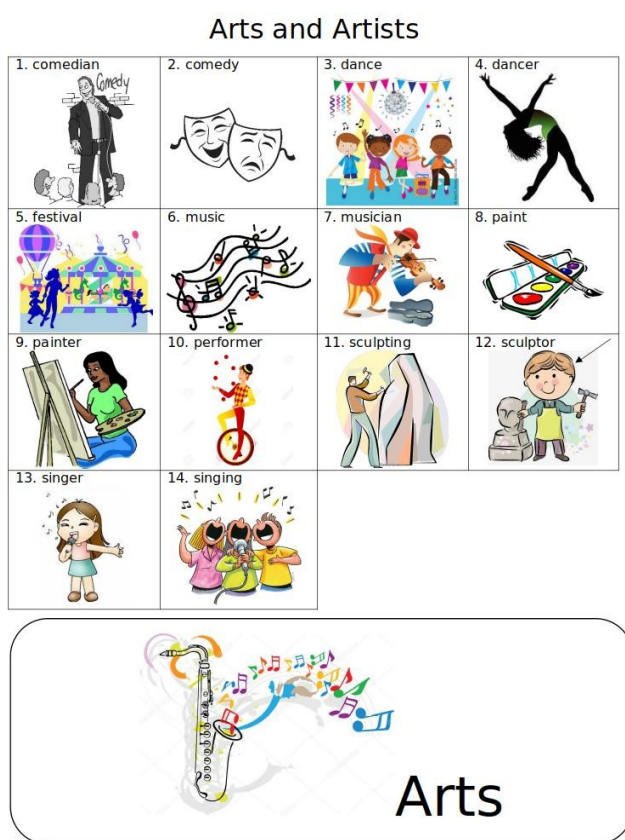 Arts and Artists
1. comedian
Comedy
2. comedy
3. dance
4. dancer
5. festival
6. music
7. musician
8. paint
9. painter
10. performer
11. sculpting
12. sculptor
13. singer
14. singing
Arts